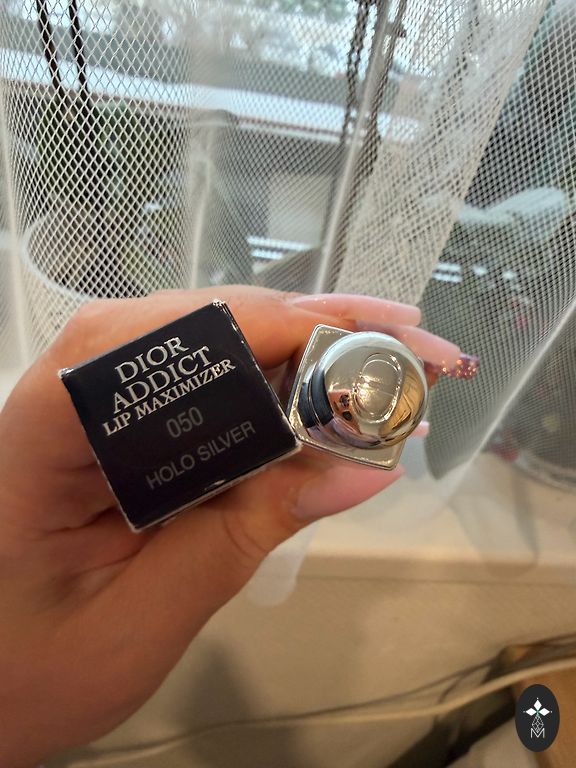 DIOR
ADDICT
LIP MAXIMIZER
050
HOLO SILVER
M